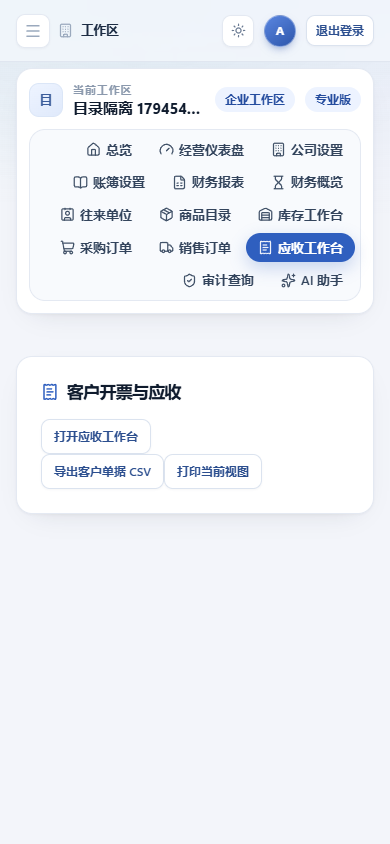 工作区
A
退出登录
目
当前工作区
目录隔离 179454...
企业工作区
专业版
总览
经营仪表盘
公司设置
账簿设置
财务报表
财务概览
往来单位
商品目录
库存工作台
采购订单
销售订单
应收工作台
审计查询
AI 助手
客户开票与应收
打开应收工作台
导出客户单据 CSV
打印当前视图